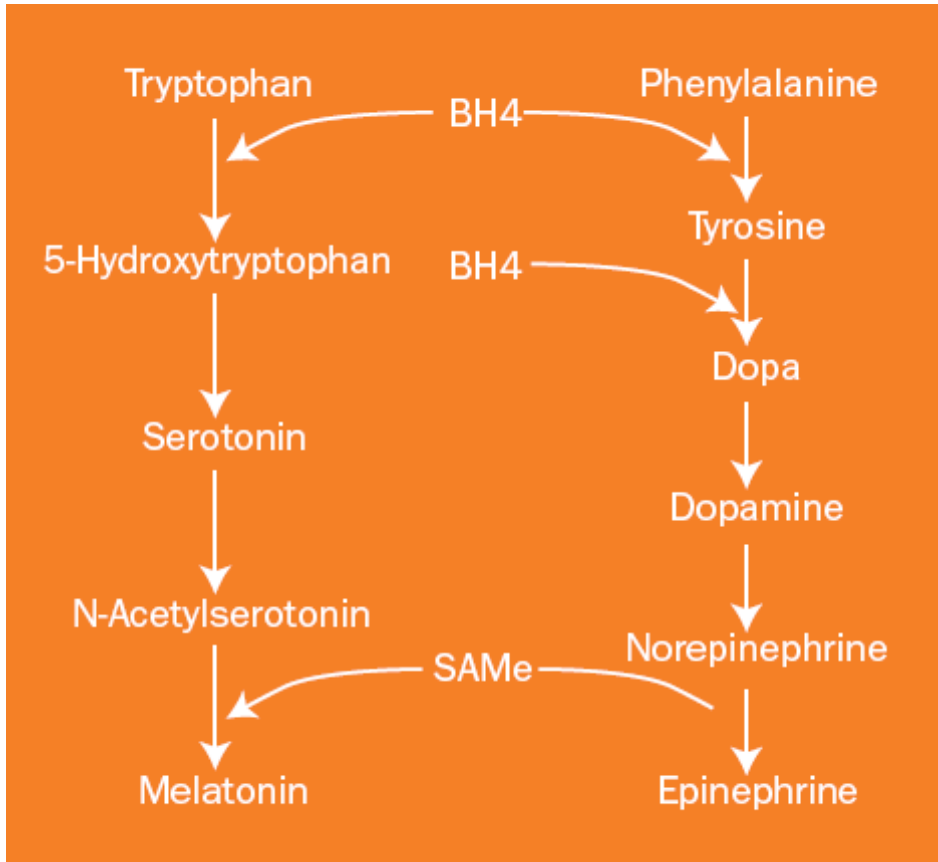 Tryptophan
Phenylalanine
BH4
Tyrosine
5-Hydroxytryptophan
BH4
Dopa
Serotonin
Dopamine
N-Acetylserotonin
Norepinephrine
SAMe
Melatonin
Epinephrine